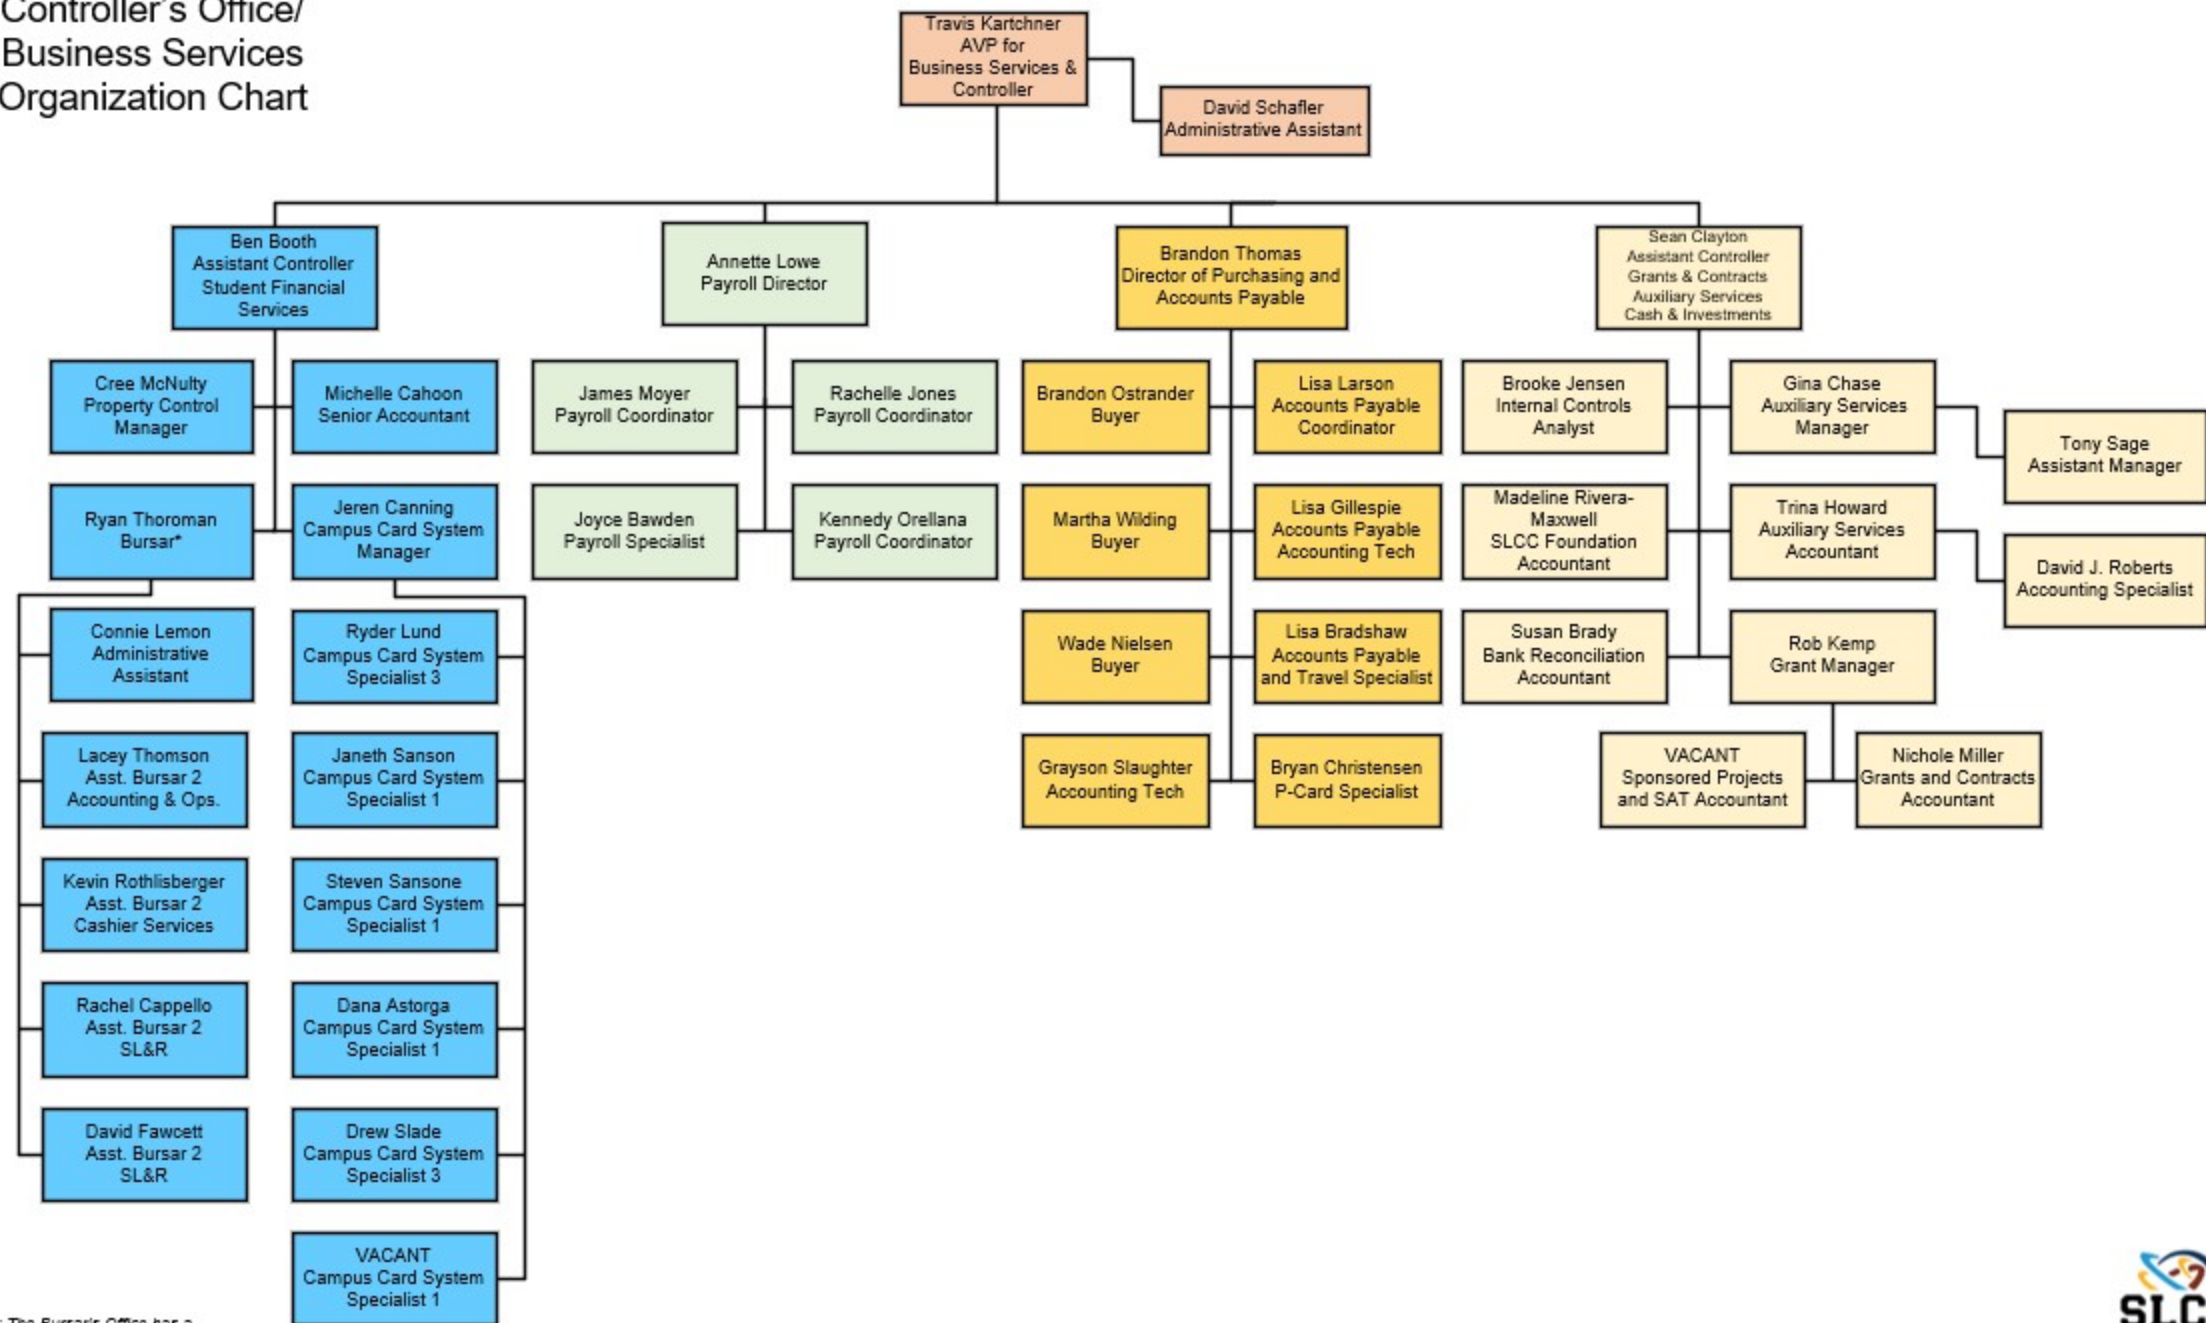 Controller's Office/
Business Services
Organization Chart
Travis Kartchner
AVP for
Business Services &
Controller
David Schafler
Administrative Assistant
Ben Booth
Assistant Controller
Student Financial
Services
Annette Lowe
Payroll Director
Brandon Thomas
Director of Purchasing and
Accounts Payable
Sean Clayton
Assistant Controller
Grants & Contracts
Auxiliary Services
Cash & Investments
Cree McNulty
Property Control
Manager
Michelle Cahoon
Senior Accountant
James Moyer
Payroll Coordinator
Rachelle Jones
Payroll Coordinator
Brandon Ostrander
Buyer
Lisa Larson
Accounts Payable
Coordinator
Brooke Jensen
Internal Controls
Analyst
Gina Chase
Auxiliary Services
Manager
Tony Sage
Assistant Manager
Ryan Thoroman
Bursar*
Jeren Canning
Campus Card System
Manager
Joyce Bawden
Payroll Specialist
Kennedy Orellana
Payroll Coordinator
Martha Wilding
Buyer
Lisa Gillespie
Accounts Payable
Accounting Tech
Madeline Rivera-
Maxwell
SLCC Foundation
Accountant
Trina Howard
Auxiliary Services
Accountant
David J. Roberts
Accounting Specialist
Connie Lemon
Administrative
Assistant
Ryder Lund
Campus Card System
Specialist 3
Wade Nielsen
Buyer
Lisa Bradshaw
Accounts Payable
and Travel Specialist
Susan Brady
Bank Reconciliation
Accountant
Rob Kemp
Grant Manager
Lacey Thomson
Asst. Bursar 2
Accounting & Ops.
Janeth Sanson
Campus Card System
Specialist 1
Grayson Slaughter
Accounting Tech
Bryan Christensen
P-Card Specialist
VACANT
Sponsored Projects
and SAT Accountant
Nichole Miller
Grants and Contracts
Accountant
Kevin Rothlisberger
Asst. Bursar 2
Cashier Services
Steven Sansone
Campus Card System
Specialist 1
Rachel Cappello
Asst. Bursar 2
SL&R
Dana Astorga
Campus Card System
Specialist 1
David Fawcett
Asst. Bursar 2
SL&R
Drew Slade
Campus Card System
Specialist 3
VACANT
Campus Card System
Specialist 1
The Bursar's Office has a
SLC